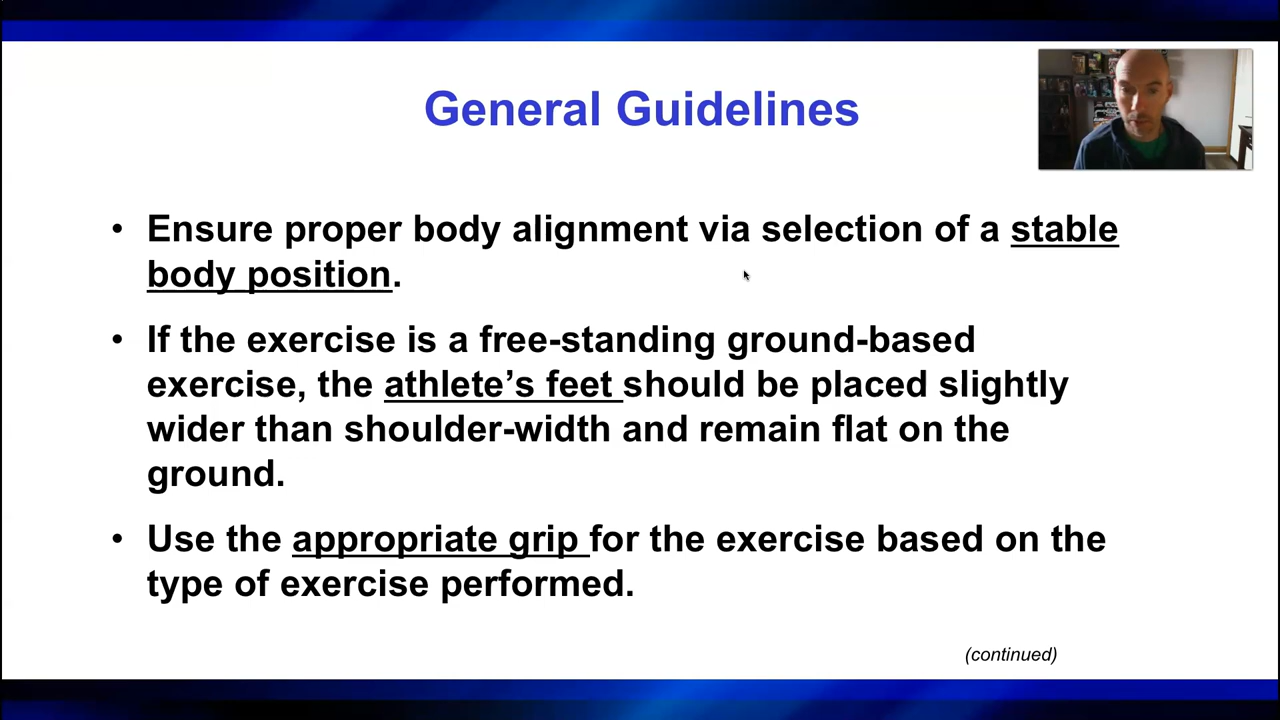 General Guidelines
• Ensure proper body alignment via selection of a stable
body position.
• If the exercise is a free-standing ground-based
exercise, the athlete’s feet should be placed slightly
wider than shoulder-width and remain flat on the
ground.
• Use the appropriate grip for the exercise based on the
type of exercise performed.
(continued)